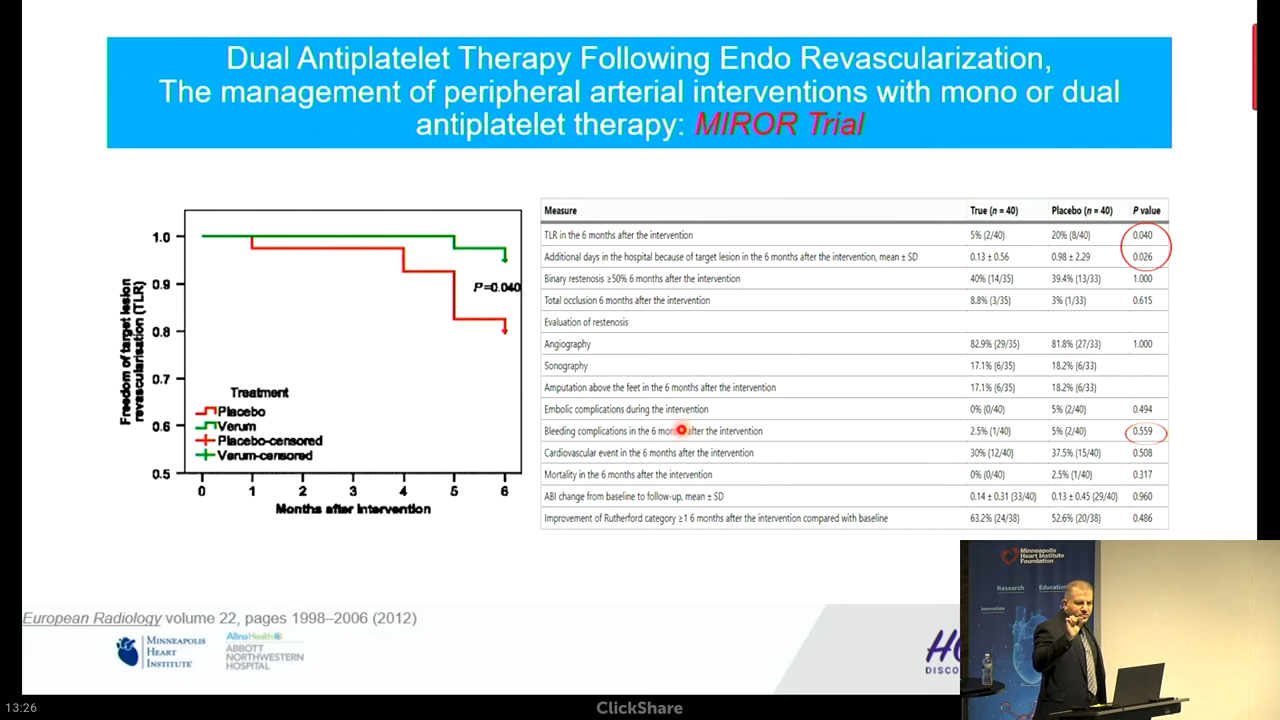 Dual Antiplatelet Therapy Following Endo Revascularization,
The management of peripheral arterial interventions with mono or dual
antiplatelet therapy: MIROR Trial
Freedom of target lesion
revascularisation (TLR)
1.0
0.9
0.8
0.7
0.6
0.5
P=0.040
Treatment
Placebo
Verum
Placebo-censored
Verum-censored
0 1 2 3 4 5 6
Months after Intervention
Measure True (n = 40) Placebo (n = 40) P value
TLR in the 6 months after the intervention 5% (2/40) 20% (8/40) 0.040
Additional days in the hospital because of target lesion in the 6 months after the intervention, mean ± SD 0.13 ± 0.56 0.98 ± 2.29 0.026
Binary restenosis ≥50% 6 months after the intervention 40% (14/35) 39.4% (13/33) 1.000
Total occlusion 6 months after the intervention 8.8% (3/35) 3% (1/33) 0.615
Evaluation of restenosis
Angiography 82.9% (29/35) 81.8% (27/33) 1.000
Sonography 17.1% (6/35) 18.2% (6/33)
Amputation above the feet in the 6 months after the intervention 17.1% (6/35) 18.2% (6/33)
Embolic complications during the intervention 0% (0/40) 5% (2/40) 0.494
Bleeding complications in the 6 months after the intervention 2.5% (1/40) 5% (2/40) 0.559
Cardiovascular event in the 6 months after the intervention 30% (12/40) 37.5% (15/40) 0.508
Mortality in the 6 months after the intervention 0% (0/40) 2.5% (1/40) 0.317
ABI change from baseline to follow-up, mean ± SD 0.14 ± 0.31 (33/40) 0.13 ± 0.45 (29/40) 0.960
Improvement of Rutherford category ≥1 6 months after the intervention compared with baseline 63.2% (24/38) 52.6% (20/38) 0.486
European Radiology volume 22, pages 1998–2006 (2012)
MINNEAPOLIS
HEART
INSTITUTE
Allina Health
ABBOTT
NORTHWESTERN
HOSPITAL
DISCO
Minneapolis
Heart Institute
Foundation
Research Education
Innovation
13:26
ClickShare